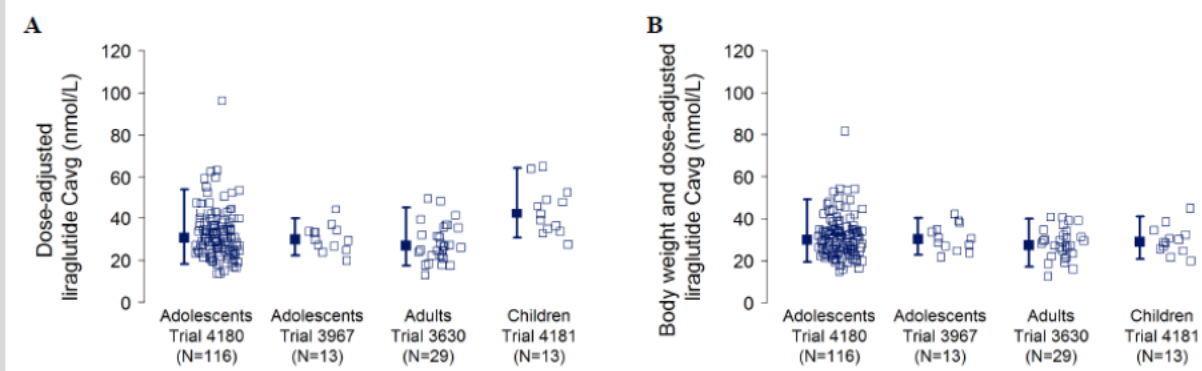 A
Dose-adjusted
liraglutide Cavg (nmol/L)
120
100
80
60
40
20
0
Adolescents
Trial 4180
(N=116)
Adolescents
Trial 3967
(N=13)
Adults
Trial 3630
(N=29)
Children
Trial 4181
(N=13)
B
Body weight and dose-adjusted
liraglutide Cavg (nmol/L)
120
100
80
60
40
20
0
Adolescents
Trial 4180
(N=116)
Adolescents
Trial 3967
(N=13)
Adults
Trial 3630
(N=29)
Children
Trial 4181
(N=13)